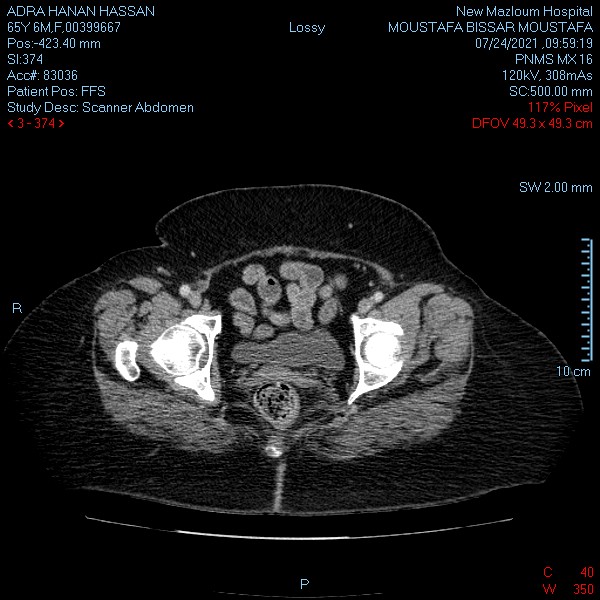 ADRA HANAN HASSAN
65Y 6M,F,00399667
Pos:-423.40 mm
SI:374
Acc#: 83036
Patient Pos: FFS
Study Desc: Scanner Abdomen
< 3 - 374 >
Lossy
New Mazloum Hospital
MOUSTAFA BISSAR MOUSTAFA
07/24/2021 ,09:59:19
PNMS MX 16
120kV, 308mAs
SC:500.00 mm
117% Pixel
DFOV 49.3 x 49.3 cm
SW 2.00 mm
R
10 cm
P
C 40
W 350